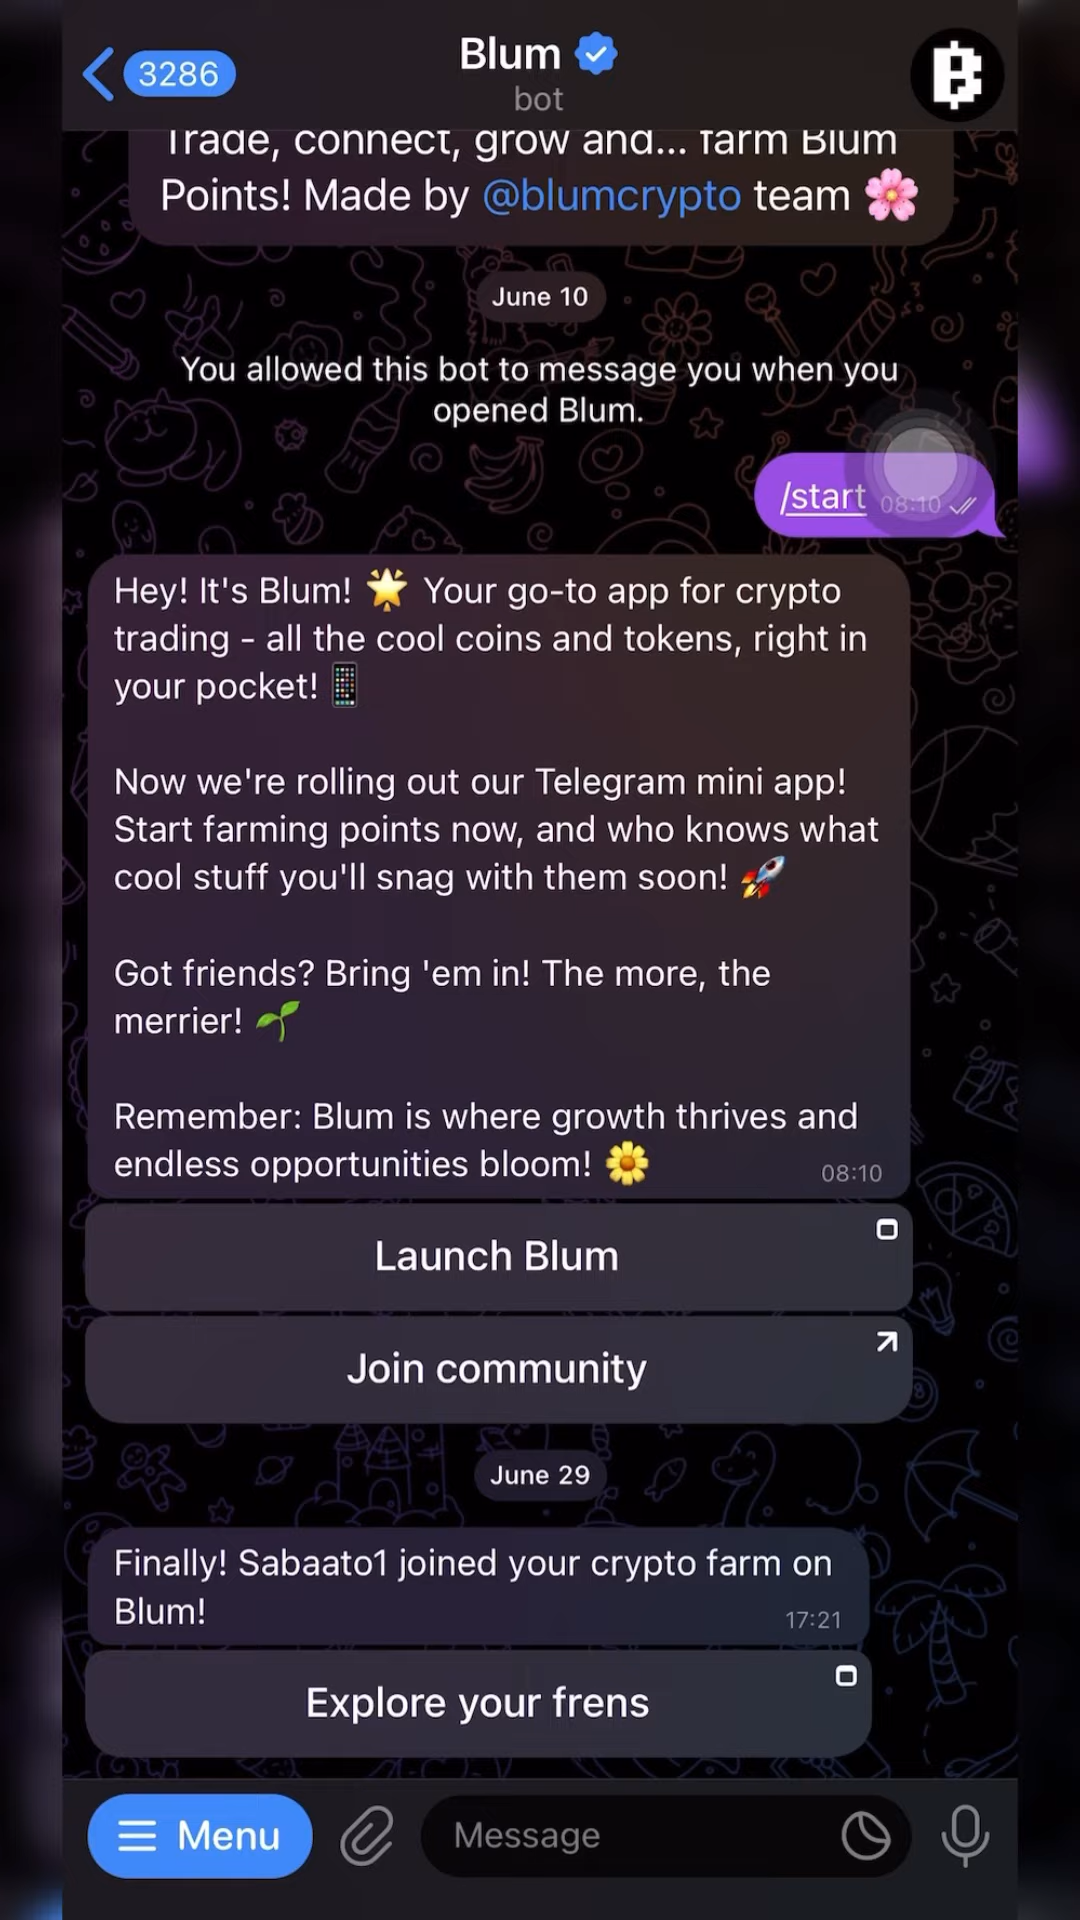 3286
Blum
bot
Trade, connect, grow and... farm Blum
Points! Made by @blumcrypto team 🌸
June 10
You allowed this bot to message you when you
opened Blum.
/start 08:10
Hey! It's Blum! 🌟 Your go-to app for crypto
trading - all the cool coins and tokens, right in
your pocket! 📱
Now we're rolling out our Telegram mini app!
Start farming points now, and who knows what
cool stuff you'll snag with them soon! 🚀
Got friends? Bring 'em in! The more, the
merrier! 🌱
Remember: Blum is where growth thrives and
endless opportunities bloom! 🌼 08:10
Launch Blum
Join community
June 29
Finally! Sabaato1 joined your crypto farm on
Blum! 17:21
Explore your frens
Menu
Message